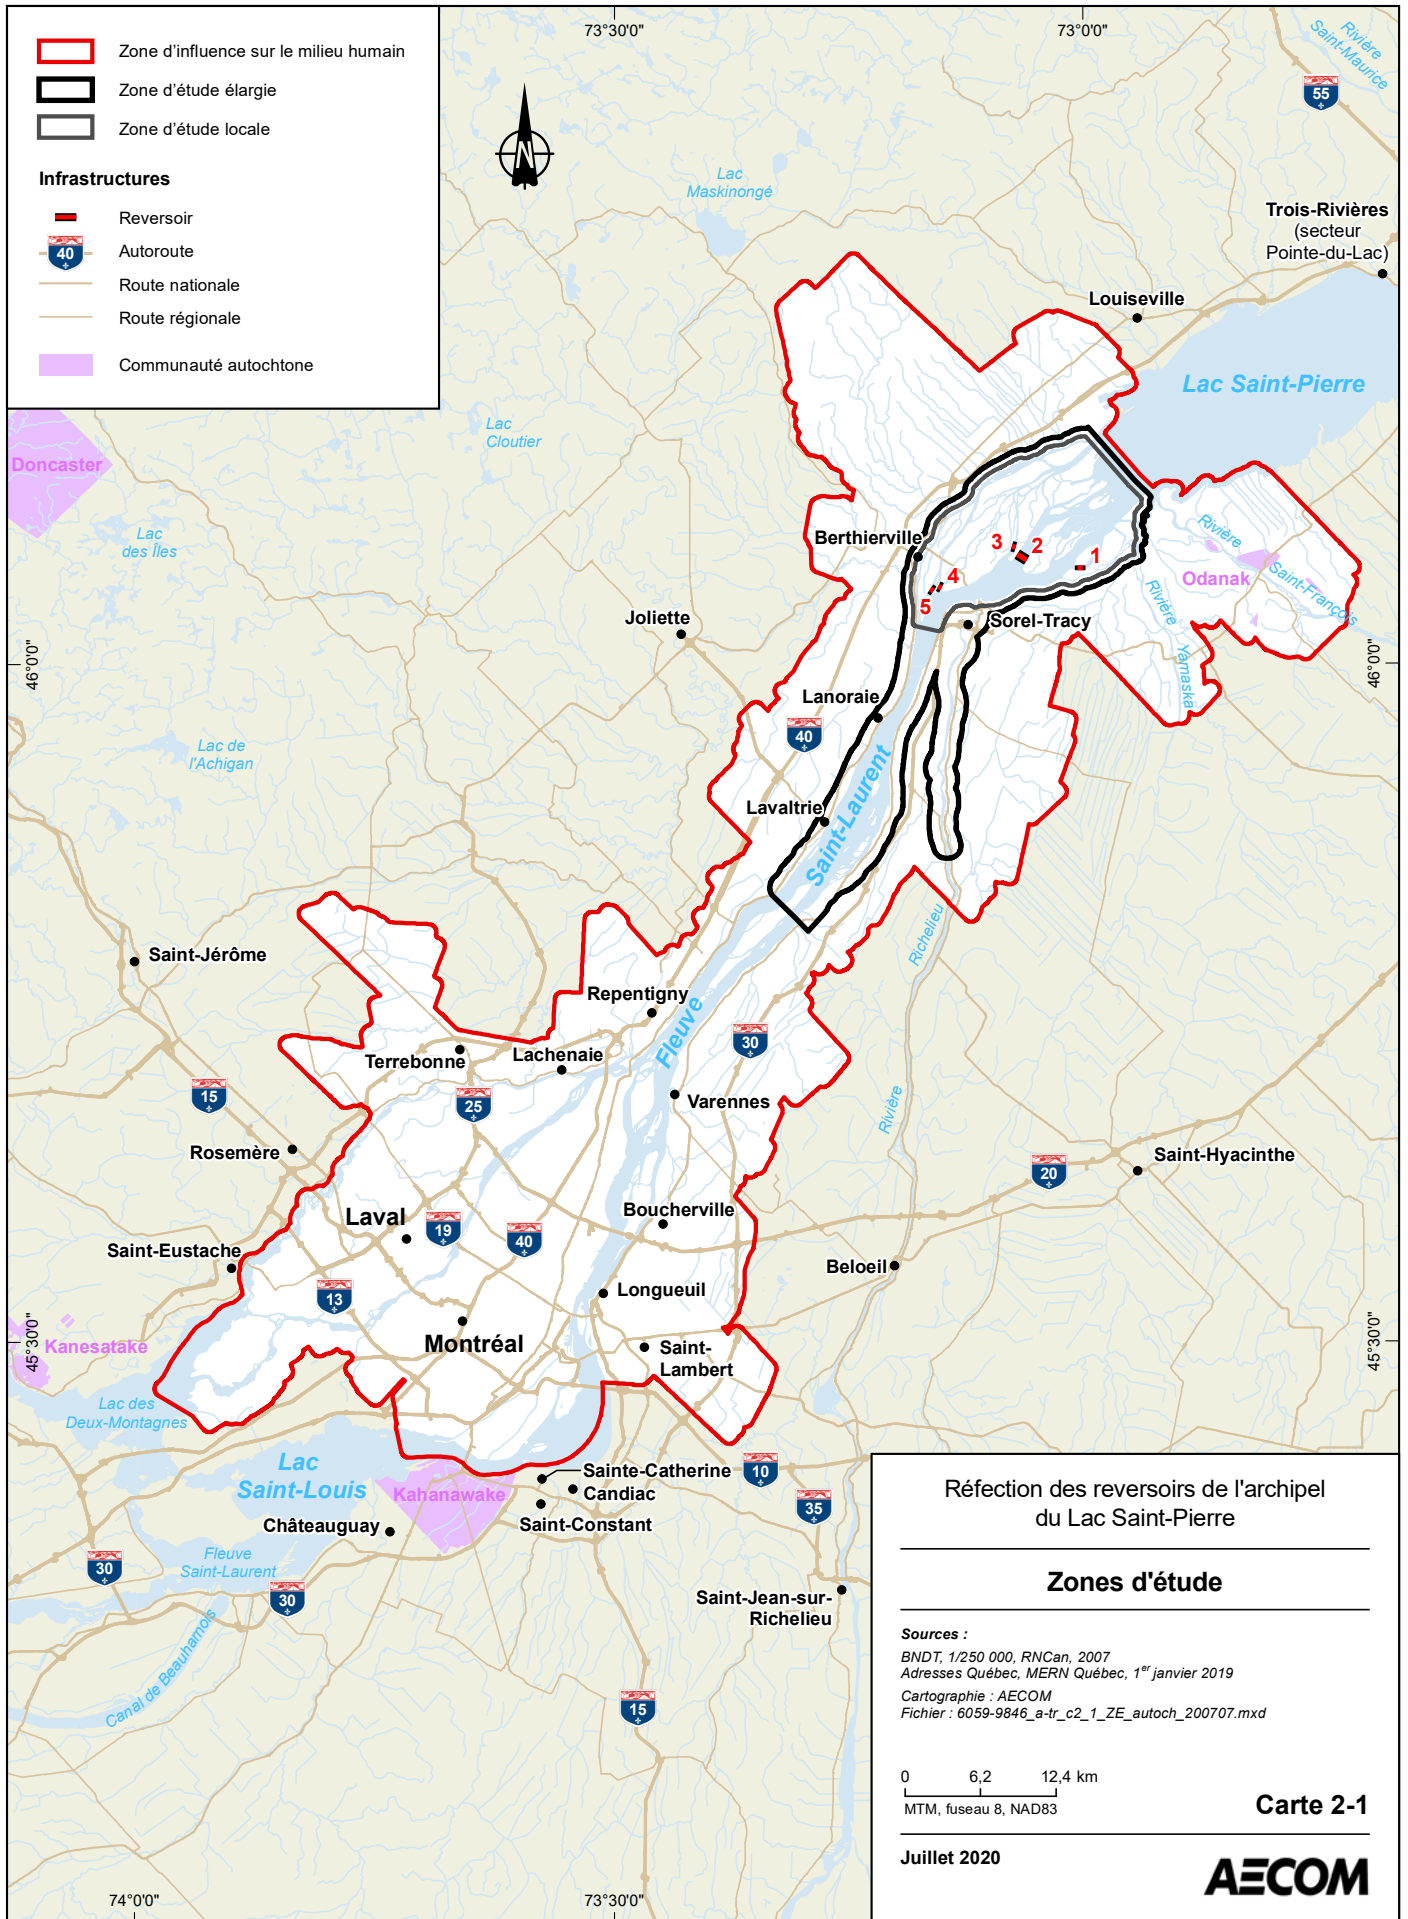 Zone d'influence sur le milieu humain
Zone d'étude élargie
Zone d'étude locale
Infrastructures
Reversoir
40
Autoroute
Route nationale
Route régionale
Communauté autochtone
73°30'0"
73°0'0"
Rivière
Saint-Maurice
55
N
Lac
Maskinongé
Trois-Rivières
(secteur
Pointe-du-Lac)
Louiseville
Lac Saint-Pierre
Lac
Cloutier
Doncaster
Lac
des Îles
Berthierville
3
2
1
4
5
Rivière
Saint-François
Odanak
Rivière
Yamaska
Sorel-Tracy
Joliette
46°0'0"
46°0'0"
Lanoraie
40
Lac de
l'Achigan
Lavaltrie
Saint-Laurent
Richelieu
Saint-Jérôme
Repentigny
Fleuve
30
Terrebonne
Lachenaie
15
25
Varennes
Rivière
Rosemère
Saint-Hyacinthe
20
Laval
19
40
Boucherville
Saint-Eustache
Beloeil
13
Longueuil
45°30'0"
45°30'0"
Kanesatake
Montréal
Saint-
Lambert
Lac des
Deux-Montagnes
Lac
Saint-Louis
Kahanawake
Sainte-Catherine
Candiac
Saint-Constant
10
35
Châteauguay
Fleuve
Saint-Laurent
30
30
Canal de Beauharnois
Saint-Jean-sur-
Richelieu
15
74°0'0"
73°30'0"
Réfection des reversoirs de l'archipel
du Lac Saint-Pierre
Zones d'étude
Sources :
BNDT, 1/250 000, RNCan, 2007
Adresses Québec, MERN Québec, 1er janvier 2019
Cartographie : AECOM
Fichier : 6059-9846_a-tr_c2_1_ZE_autoch_200707.mxd
0 6,2 12,4 km
MTM, fuseau 8, NAD83
Carte 2-1
Juillet 2020
AECOM